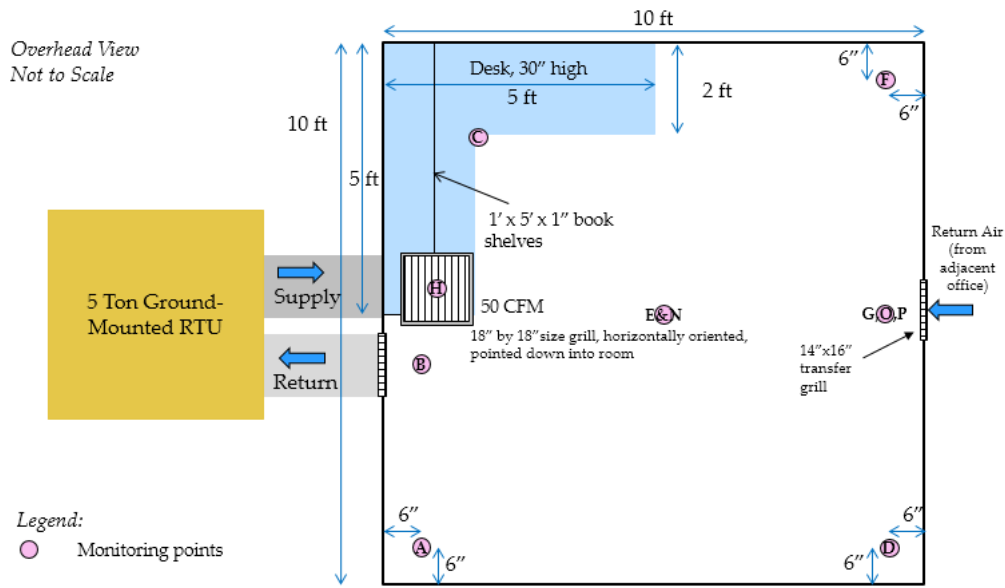 Overhead View
Not to Scale
10 ft
Desk, 30” high
5 ft
2 ft
6”
F
6”
10 ft
C
5 ft
1’ x 5’ x 1” book
shelves
Return Air
(from
adjacent
office)
5 Ton Ground-
Mounted RTU
Supply
H
50 CFM
E&N
G,O,P
18” by 18” size grill, horizontally oriented,
pointed down into room
14”x16”
transfer
grill
Return
B
Legend:
Monitoring points
6”
A
6”
6”
D
6”